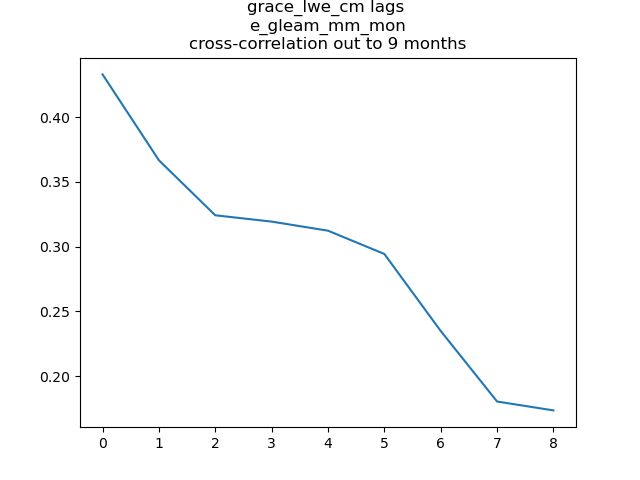 grace_lwe_cm lags
e_gleam_mm_mon
cross-correlation out to 9 months
0.40
0.35
0.30
0.25
0.20
0 1 2 3 4 5 6 7 8